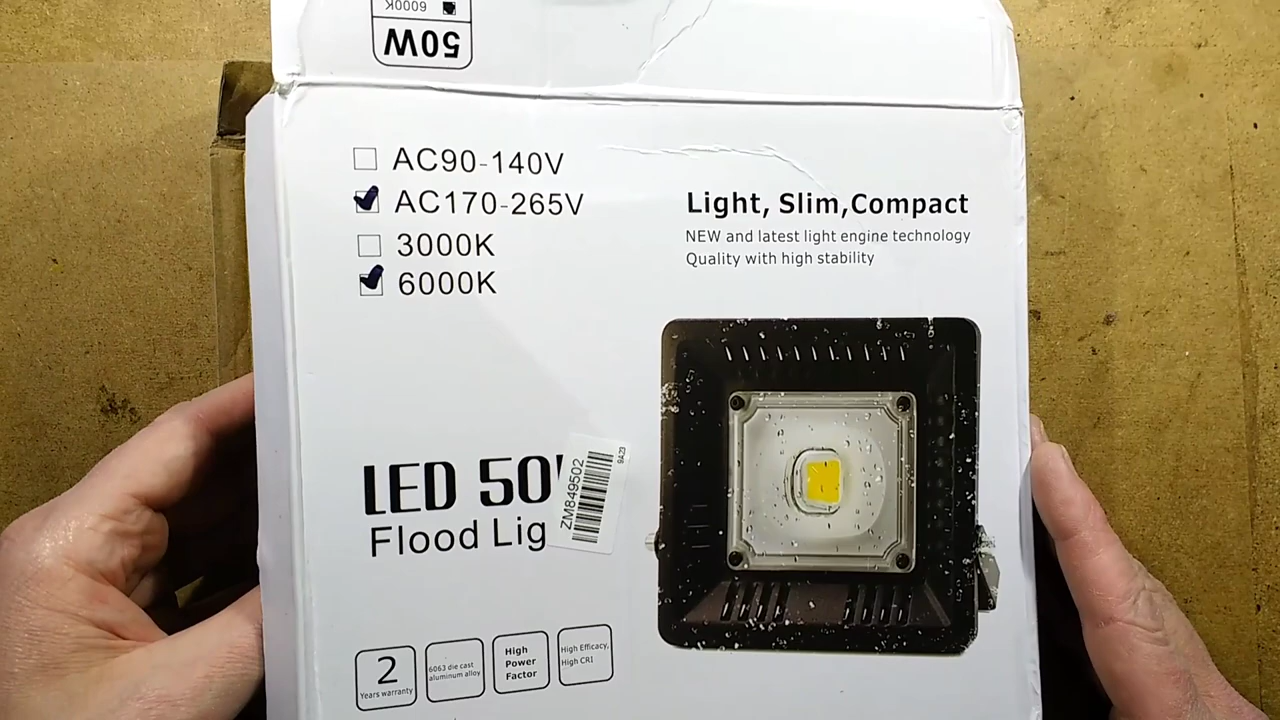 6000K
50W
AC90-140V
AC170-265V
3000K
6000K
Light, Slim,Compact
NEW and latest light engine technology
Quality with high stability
LED 50
Flood Lig
ZM849502
9A23
2
Years warranty
6063 die cast
aluminum alloy
High
Power
Factor
High Efficacy,
High CRI